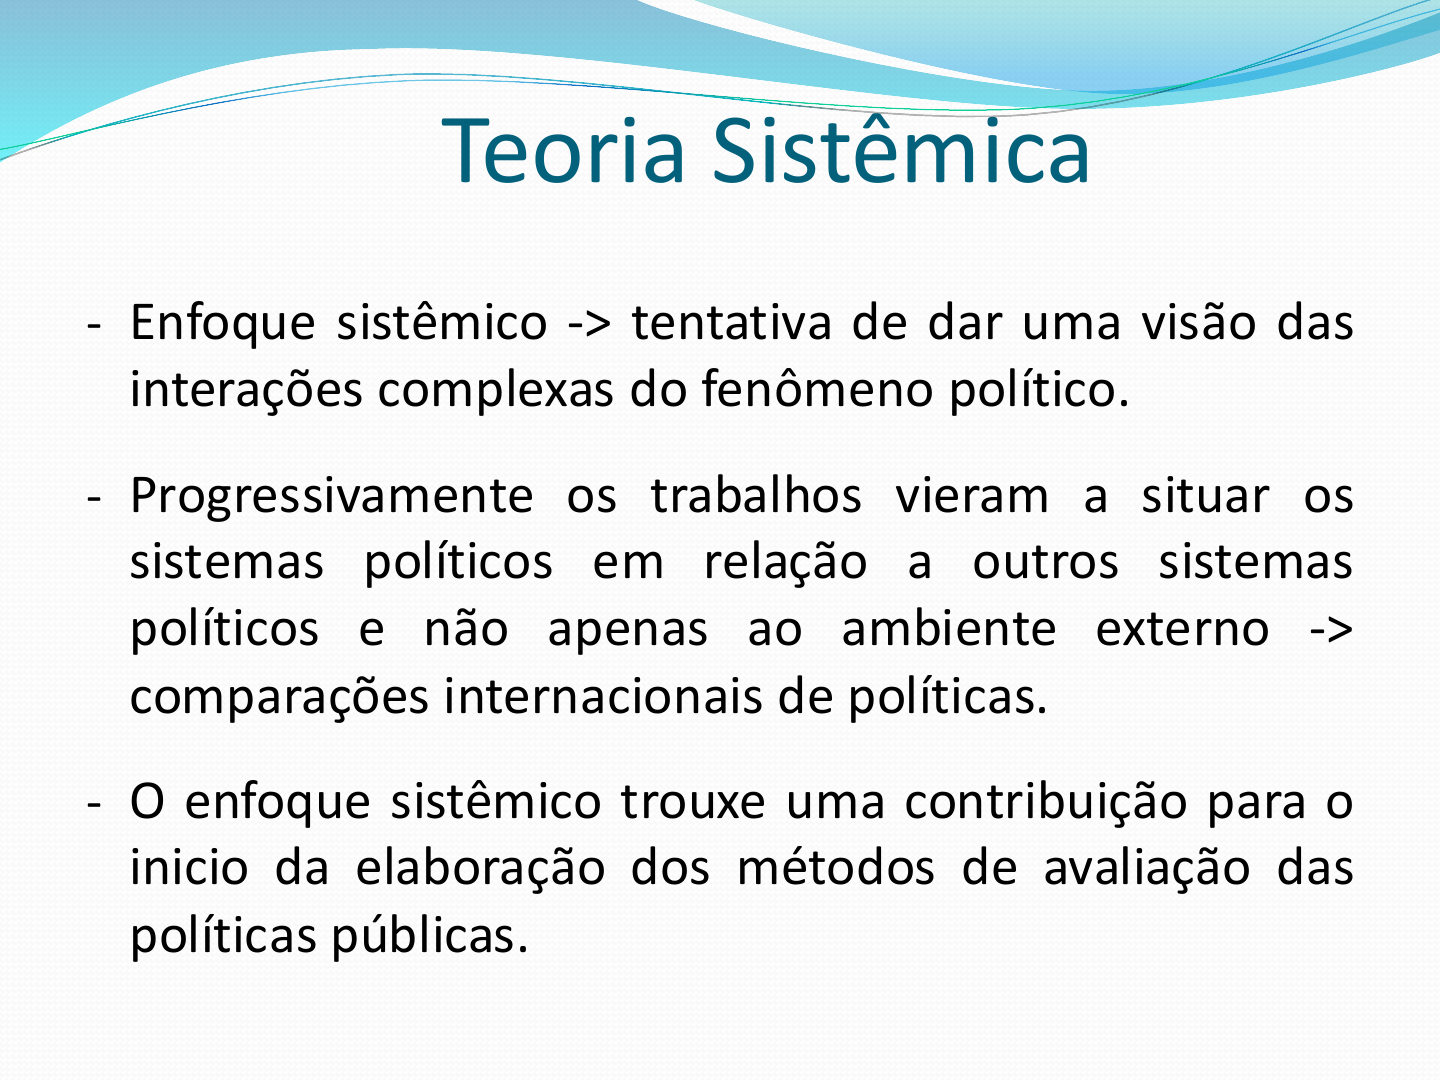 Teoria Sistêmica
- Enfoque sistêmico -> tentativa de dar uma visão das
interações complexas do fenômeno político.
- Progressivamente os trabalhos vieram a situar os
sistemas políticos em relação a outros sistemas
políticos e não apenas ao ambiente externo ->
comparações internacionais de políticas.
- O enfoque sistêmico trouxe uma contribuição para o
inicio da elaboração dos métodos de avaliação das
políticas públicas.